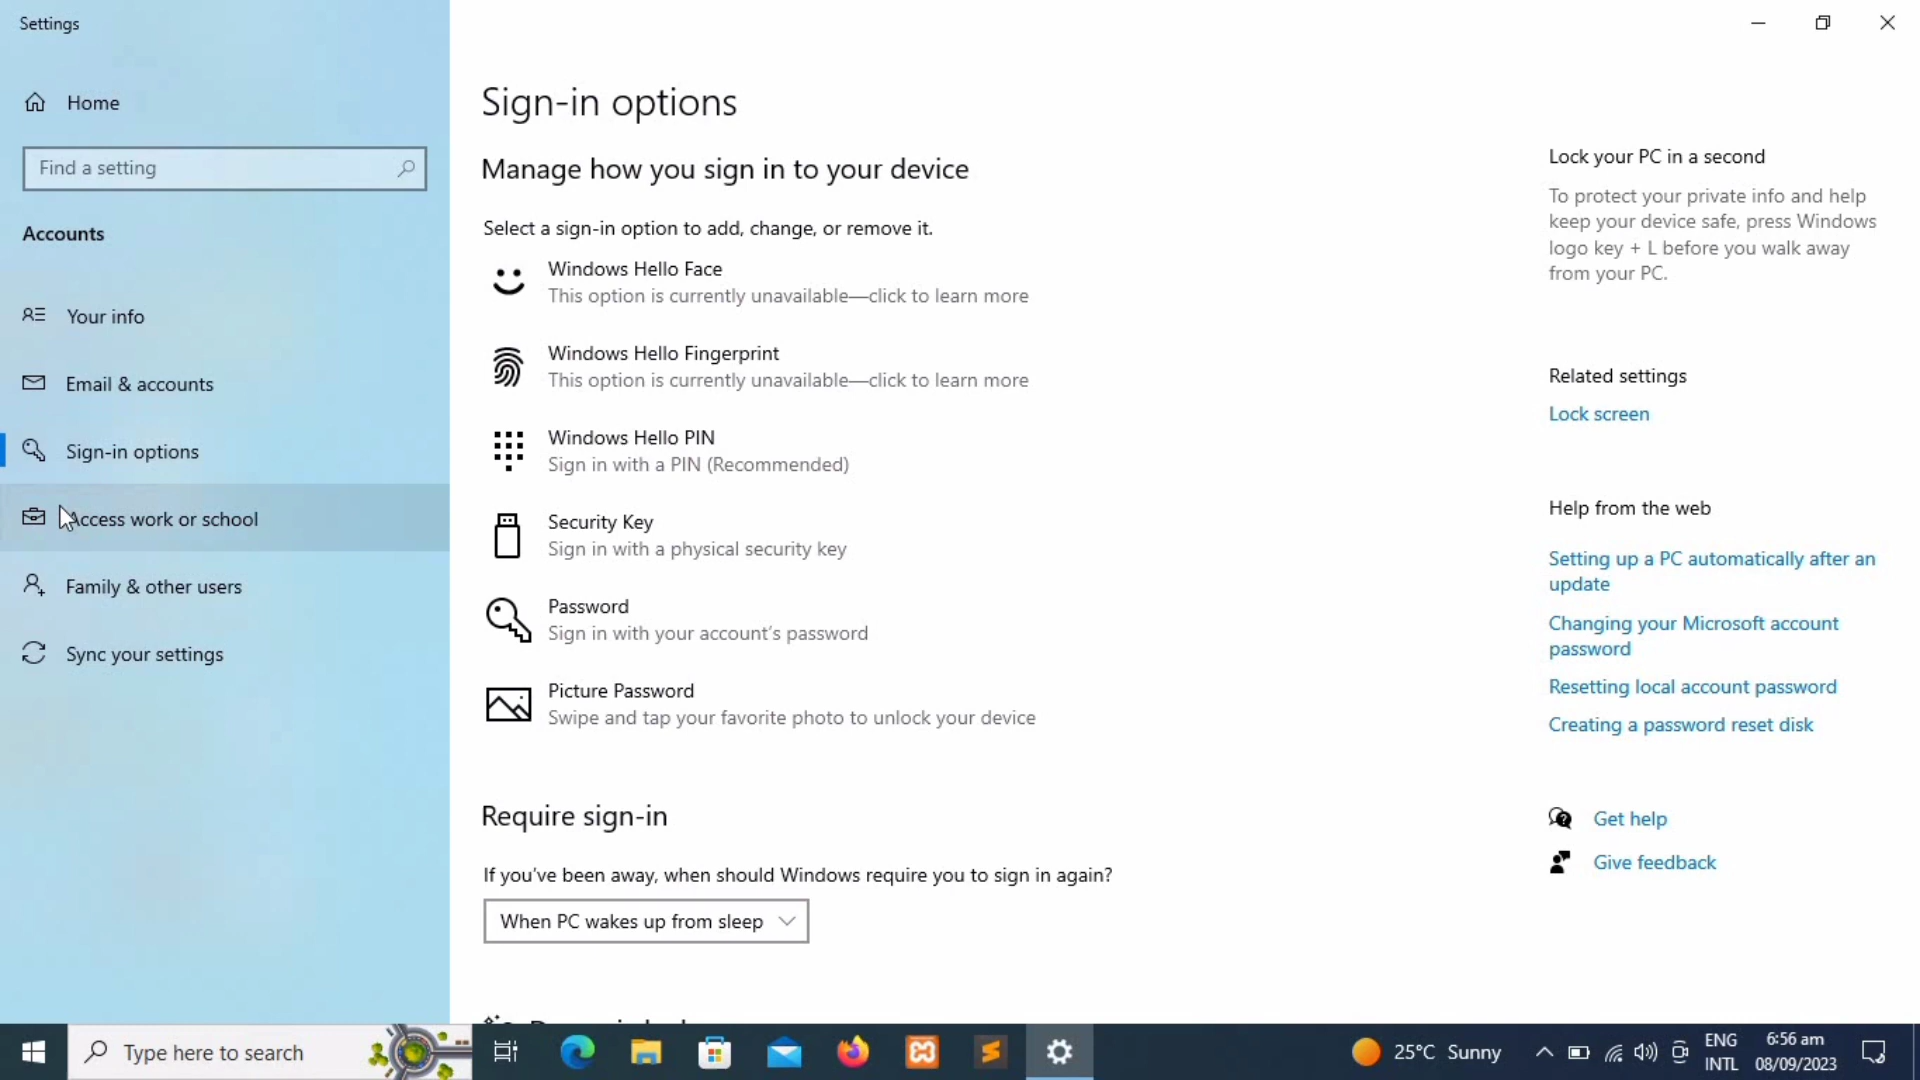 Settings
Home
Find a setting
Accounts
Your info
Email & accounts
Sign-in options
Access work or school
Family & other users
Sync your settings
Sign-in options
Manage how you sign in to your device
Select a sign-in option to add, change, or remove it.
Windows Hello Face
This option is currently unavailable—click to learn more
Windows Hello Fingerprint
This option is currently unavailable—click to learn more
Windows Hello PIN
Sign in with a PIN (Recommended)
Security Key
Sign in with a physical security key
Password
Sign in with your account's password
Picture Password
Swipe and tap your favorite photo to unlock your device
Require sign-in
If you've been away, when should Windows require you to sign in again?
When PC wakes up from sleep
Lock your PC in a second
To protect your private info and help
keep your device safe, press Windows
logo key + L before you walk away
from your PC.
Related settings
Lock screen
Help from the web
Setting up a PC automatically after an
update
Changing your Microsoft account
password
Resetting local account password
Creating a password reset disk
Get help
Give feedback
Type here to search
25°C Sunny
ENG
INTL
6:56 am
08/09/2023